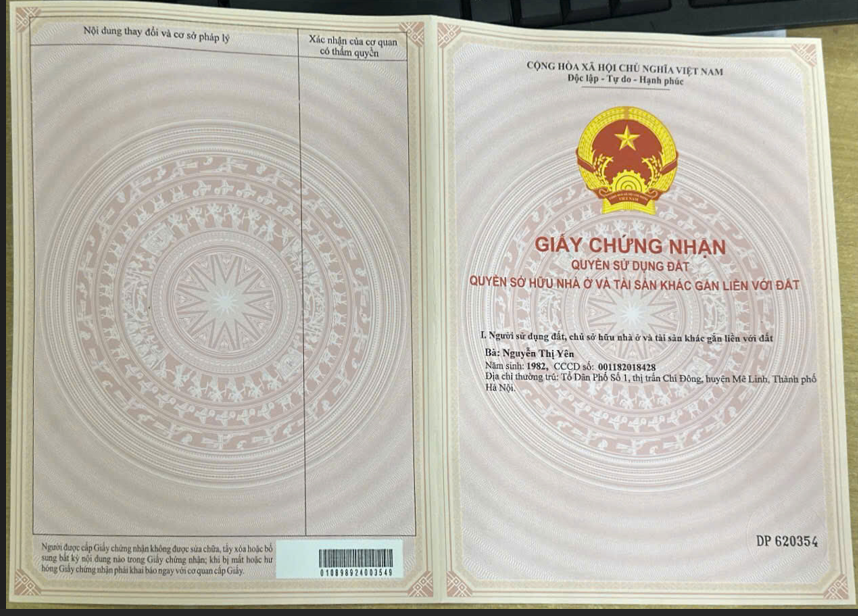 Nội dung thay đổi và cơ sở pháp lý
Xác nhận của cơ quan
có thẩm quyền
Người được cấp Giấy chứng nhận không được sửa chữa, tẩy xóa hoặc bổ
sung bất kỳ nội dung nào trong Giấy chứng nhận; khi bị mất hoặc hư
hỏng Giấy chứng nhận phải khai báo ngay với cơ quan cấp Giấy.
010898924003549
CỘNG HÒA XÃ HỘI CHỦ NGHĨA VIỆT NAM
Độc lập - Tự do - Hạnh phúc
VIỆT NAM
GIẤY CHỨNG NHẬN
QUYỀN SỬ DỤNG ĐẤT
QUYỀN SỞ HỮU NHÀ Ở VÀ TÀI SẢN KHÁC GẮN LIỀN VỚI ĐẤT
I. Người sử dụng đất, chủ sở hữu nhà ở và tài sản khác gắn liền với đất
Bà: Nguyễn Thị Yên
Năm sinh: 1982, CCCD số: 001182018428
Địa chỉ thường trú: Tổ Dân Phố Số 1, thị trấn Chi Đông, huyện Mê Linh, Thành phố
Hà Nội.
DP 620354